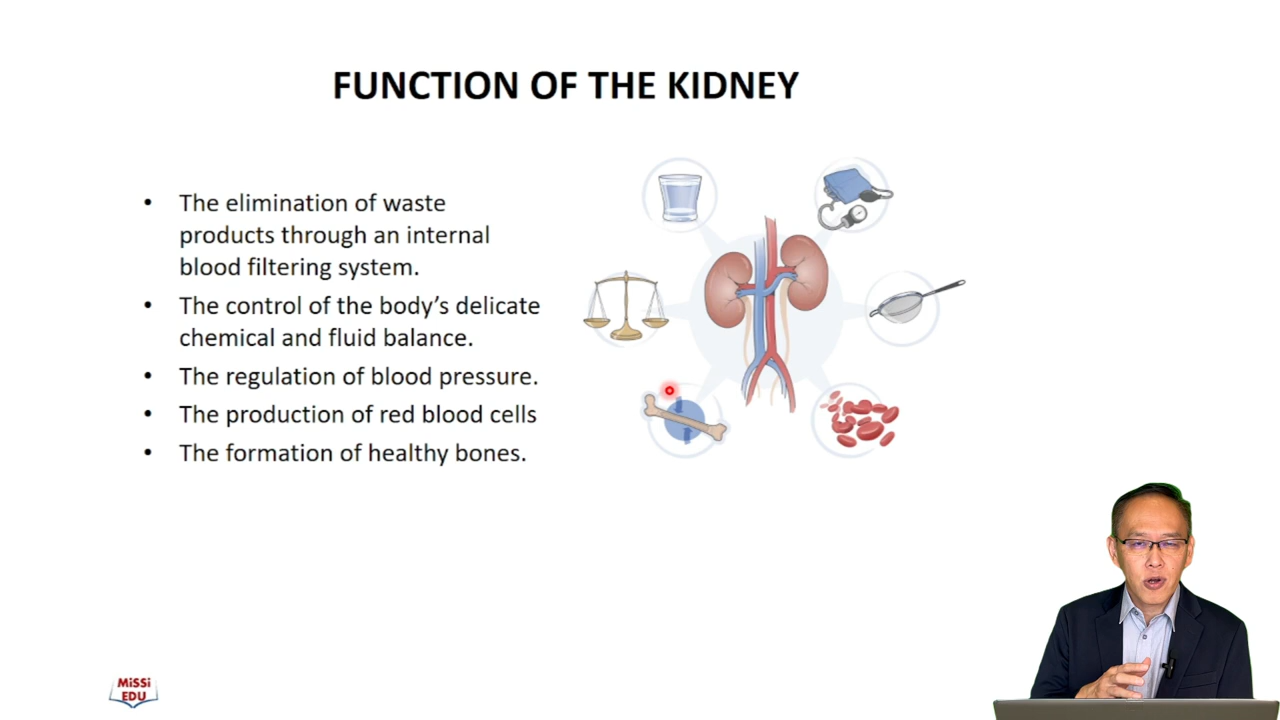 FUNCTION OF THE KIDNEY
• The elimination of waste
products through an internal
blood filtering system.
• The control of the body’s delicate
chemical and fluid balance.
• The regulation of blood pressure.
• The production of red blood cells
• The formation of healthy bones.
MiSSi
EDU